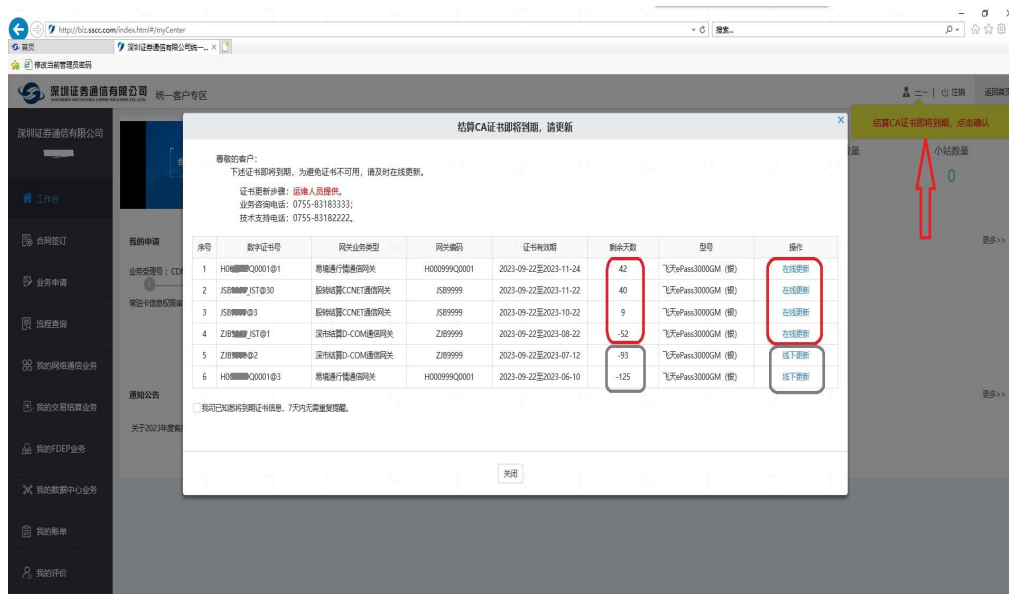 http://biz.sscc.com/index.html#/myCenter
搜索...
首页
深圳证券通信有限公司统一...
修改当前管理员密码
深圳证券通信有限公司 统一客户专区
二一 | 注销 返回首页
深圳证券通信有限公司
工作台
合同签订
业务申请
流程查询
我的网络通信业务
我的交易结算业务
我的FDEP业务
我的数据中心业务
我的账单
我的评价
结算CA证书即将到期，点击确认
小站数量
0
我的申请
更多>>
业务受理号：CD
常驻卡信息权限审
通知公告
更多>>
关于2023年度客
结算CA证书即将到期，请更新
x
尊敬的客户：
下述证书即将到期，为避免证书不可用，请及时在线更新。
证书更新步骤：运维人员提供。
业务咨询电话：0755-83183333；
技术支持电话：0755-83182222。
序号 数字证书号 网关业务类型 网关编码 证书有效期 剩余天数 型号 操作
1 H0 Q0001@1 易境通行情通信网关 H000999Q0001 2023-09-22至2023-11-24 42 飞天ePass3000GM（银） 在线更新
2 JSB _IST@30 股转结算CCNET通信网关 JSB9999 2023-09-22至2023-11-22 40 飞天ePass3000GM（银） 在线更新
3 JSB @3 股转结算CCNET通信网关 JSB9999 2023-09-22至2023-10-22 9 飞天ePass3000GM（银） 在线更新
4 ZJB _IST@1 深市结算D-COM通信网关 ZJB9999 2023-09-22至2023-08-22 -52 飞天ePass3000GM（银） 在线更新
5 ZJB @2 深市结算D-COM通信网关 ZJB9999 2023-09-22至2023-07-12 -93 飞天ePass3000GM（银） 线下更新
6 H0 Q0001@3 易境通行情通信网关 H000999Q0001 2023-09-22至2023-06-10 -125 飞天ePass3000GM（银） 线下更新
我司已知悉将到期证书信息，7天内无需重复提醒。
关闭